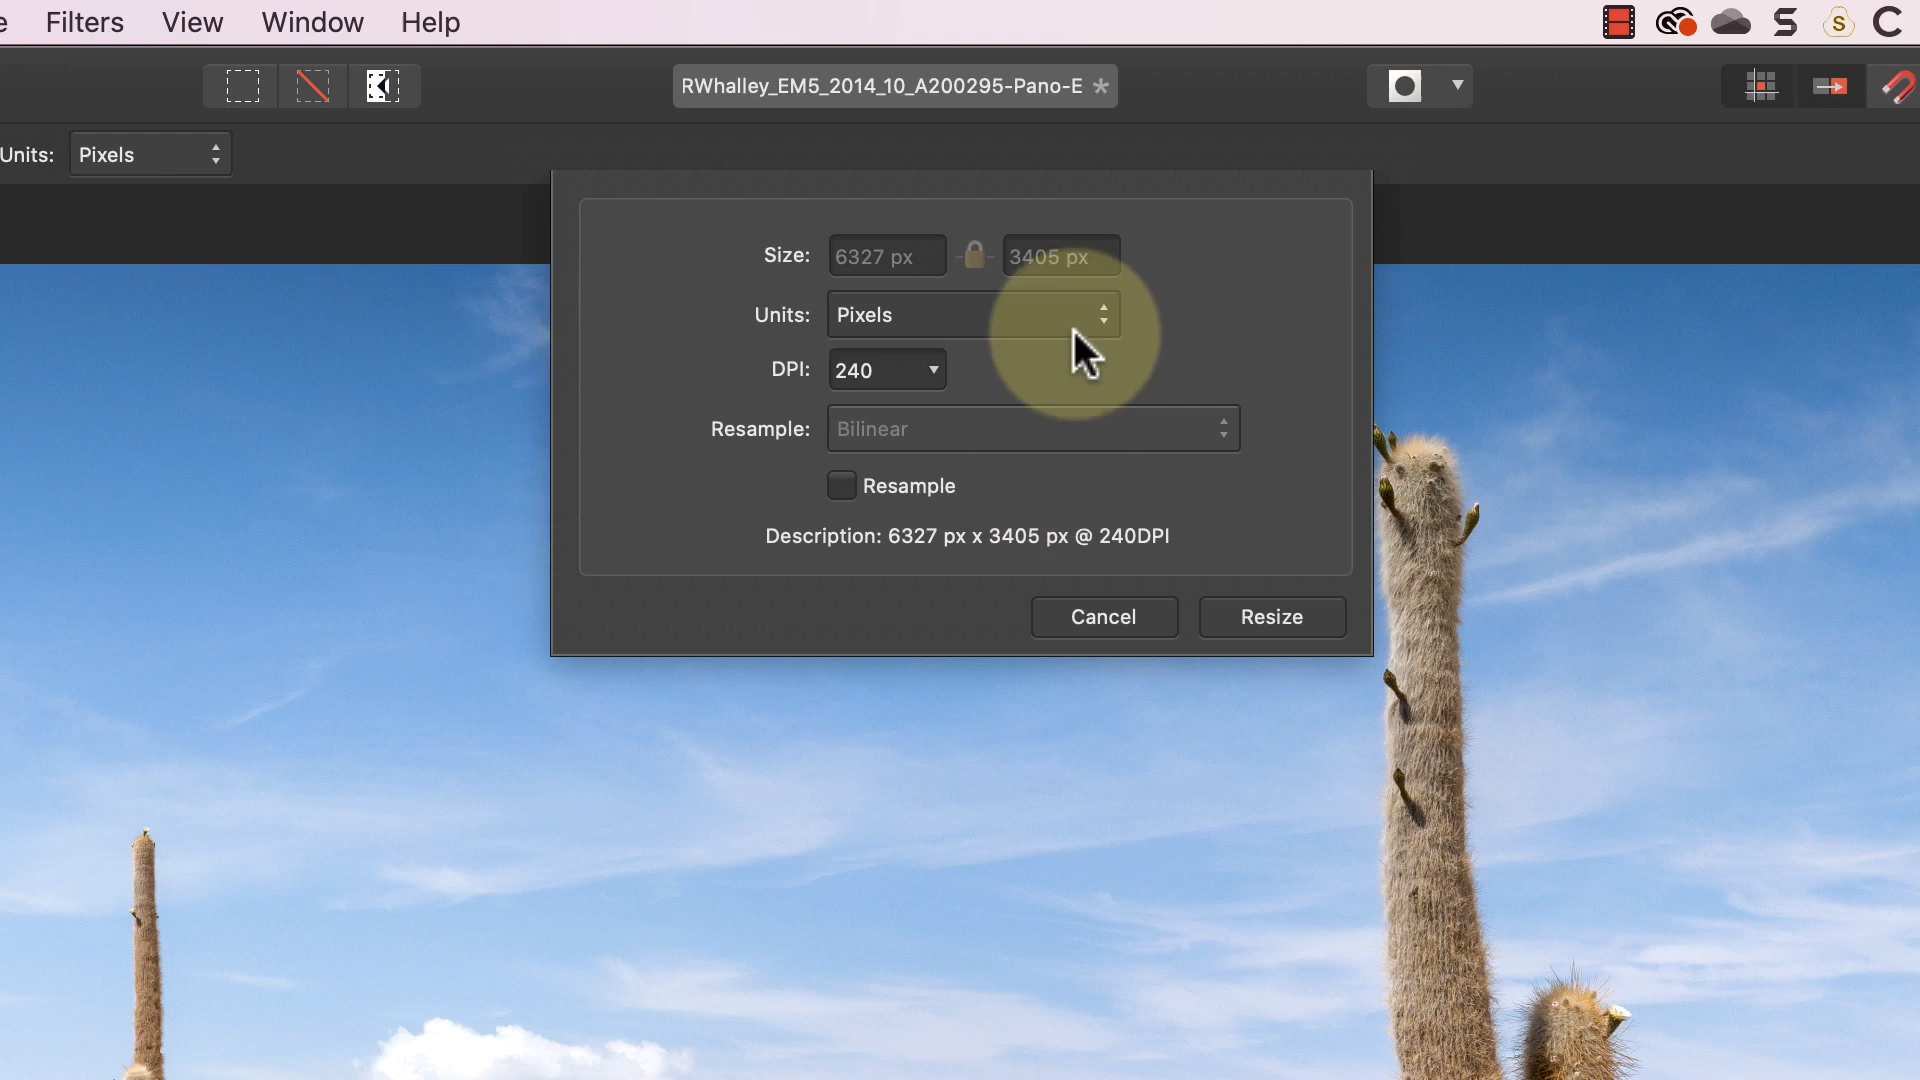 Filters View Window Help
S S C
RWhalley_EM5_2014_10_A200295-Pano-E *
Units: Pixels
Size: 6327 px 3405 px
Units: Pixels
DPI: 240
Resample: Bilinear
Resample
Description: 6327 px x 3405 px @ 240DPI
Cancel Resize